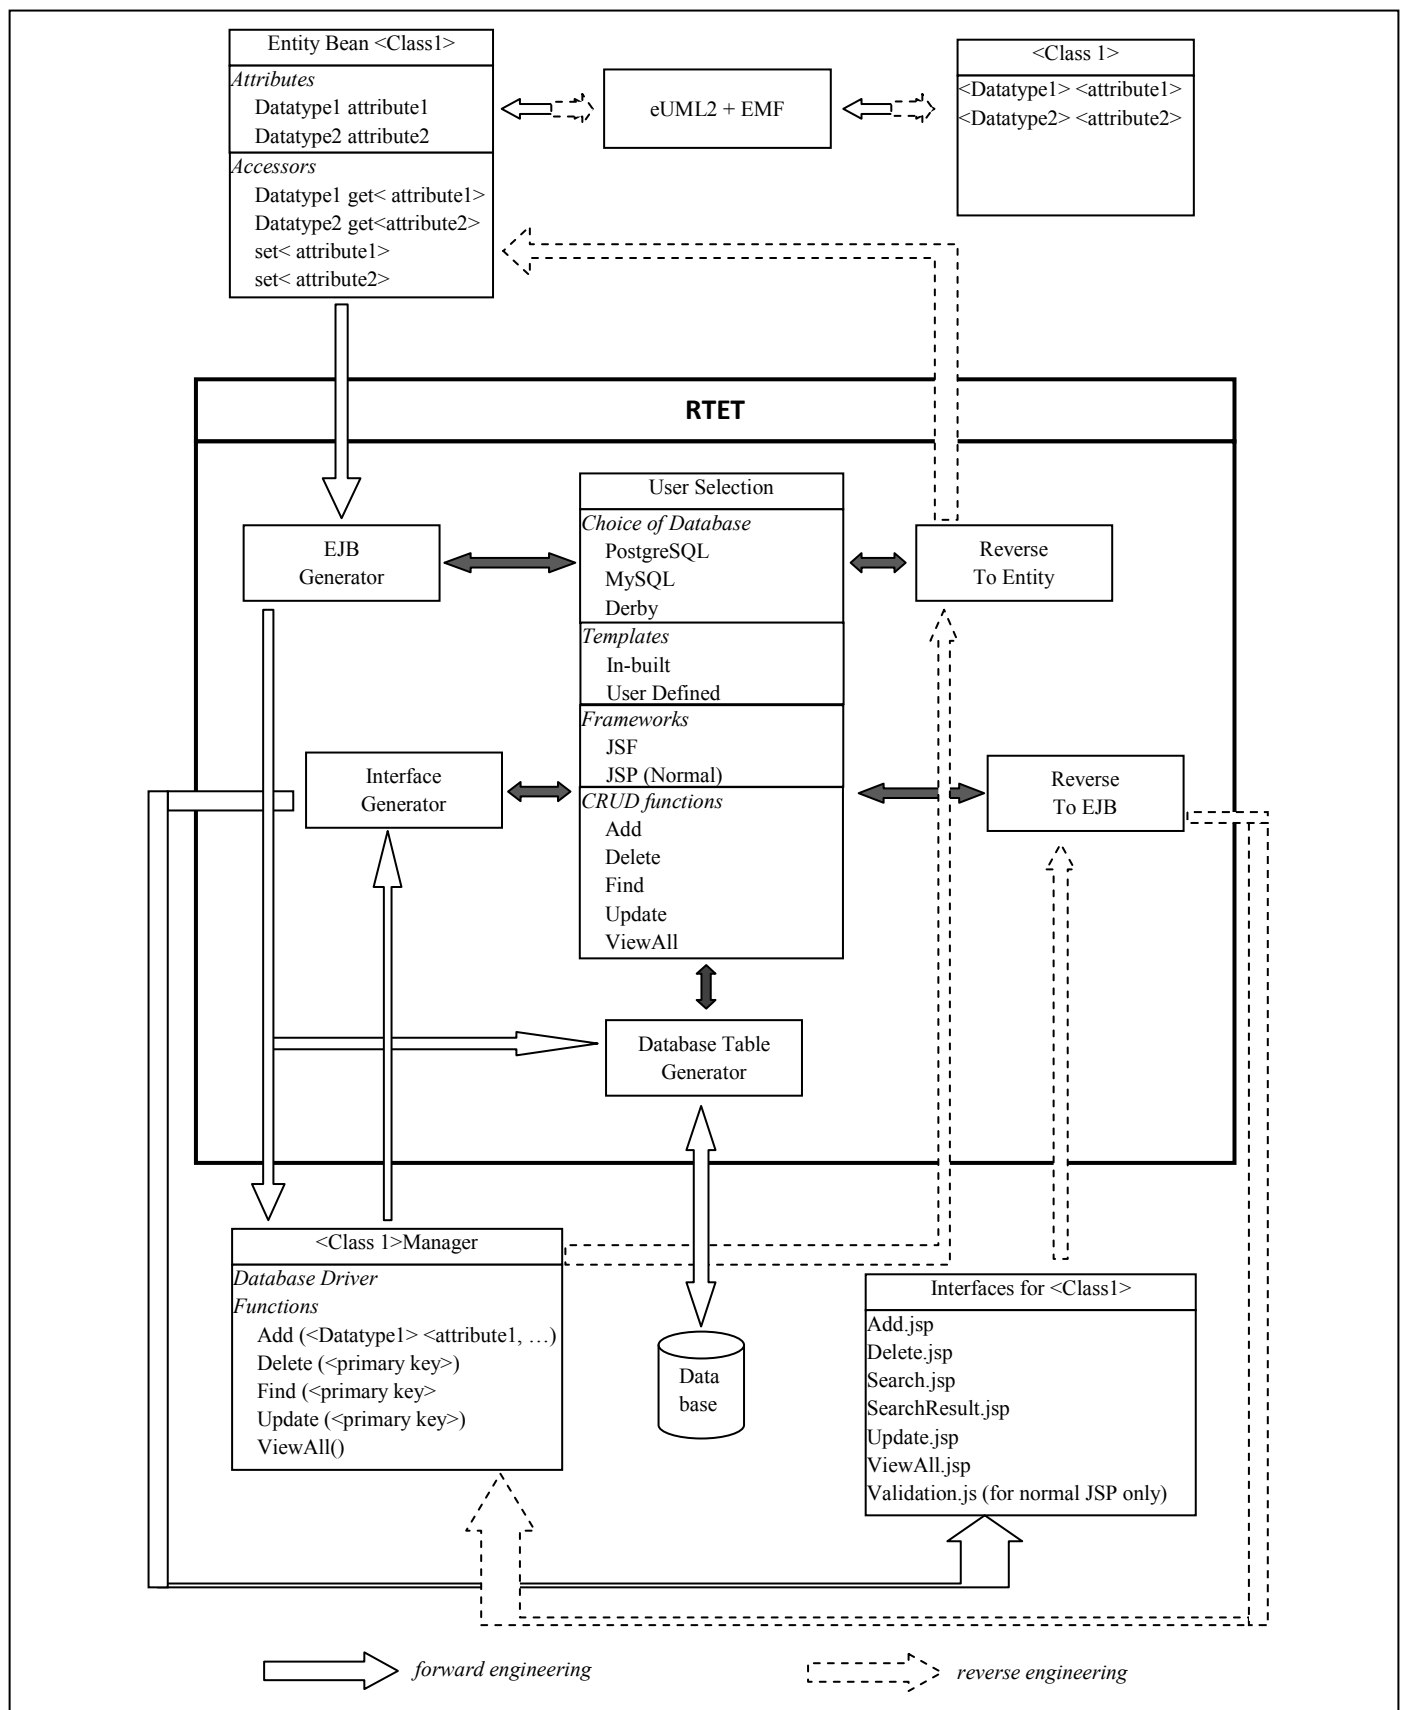 Entity Bean <Class1>
Attributes
Datatype1 attribute1
Datatype2 attribute2
Accessors
Datatype1 get< attribute1>
Datatype2 get<attribute2>
set< attribute1>
set< attribute2>
eUML2 + EMF
<Class 1>
<Datatype1> <attribute1>
<Datatype2> <attribute2>
RTET
EJB
Generator
User Selection
Choice of Database
PostgreSQL
MySQL
Derby
Templates
In-built
User Defined
Frameworks
JSF
JSP (Normal)
CRUD functions
Add
Delete
Find
Update
ViewAll
Reverse
To Entity
Interface
Generator
Reverse
To EJB
Database Table
Generator
<Class 1>Manager
Database Driver
Functions
Add (<Datatype1> <attribute1, …)
Delete (<primary key>)
Find (<primary key>
Update (<primary key>)
ViewAll()
Data
base
Interfaces for <Class1>
Add.jsp
Delete.jsp
Search.jsp
SearchResult.jsp
Update.jsp
ViewAll.jsp
Validation.js (for normal JSP only)
forward engineering
reverse engineering